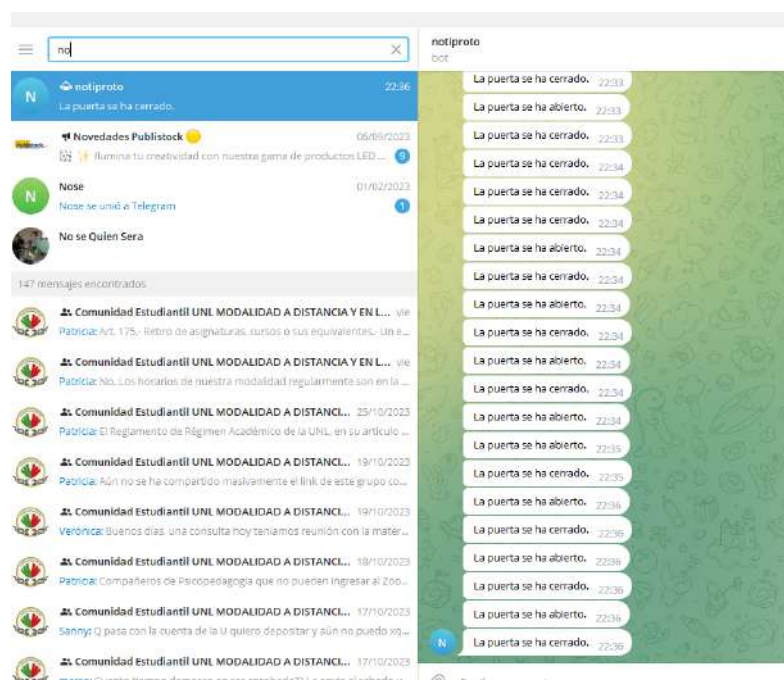 no
notiproto
22:36
La puerta se ha cerrado.
Novedades Publistock
06/09/2023
Ilumina tu creatividad con nuestra gama de productos LED ...
9
N
Nose
01/02/2023
Nose se unió a Telegram
1
No se Quien Sera
147 mensajes encontrados
Comunidad Estudiantil UNL MODALIDAD A DISTANCIA Y EN L... vie
Patricia: Art. 175.- Retiro de asignaturas, cursos o sus equivalentes.- Un e...
Comunidad Estudiantil UNL MODALIDAD A DISTANCIA Y EN L... vie
Patricia: No. Los horarios de nuestra modalidad regularmente son en la ...
Comunidad Estudiantil UNL MODALIDAD A DISTANCI... 25/10/2023
Patricia: El Reglamento de Régimen Académico de la UNL, en su artículo ...
Comunidad Estudiantil UNL MODALIDAD A DISTANCI... 19/10/2023
Patricia: Aún no se ha compartido masivamente el link de este grupo co...
Comunidad Estudiantil UNL MODALIDAD A DISTANCI... 19/10/2023
Verónica: Buenos días, una consulta hoy teníamos reunión con la mater...
Comunidad Estudiantil UNL MODALIDAD A DISTANCI... 18/10/2023
Patricia: Compañeros de Psicopedagogía que no pueden ingresar al Zoo...
Comunidad Estudiantil UNL MODALIDAD A DISTANCI... 17/10/2023
Sanny: Q pasa con la cuenta de la U quiero depositar y aún no puedo xq...
Comunidad Estudiantil UNL MODALIDAD A DISTANCI... 17/10/2023
notiproto
bot
La puerta se ha cerrado. 22:33
La puerta se ha abierto. 22:33
La puerta se ha cerrado. 22:33
La puerta se ha cerrado. 22:34
La puerta se ha cerrado. 22:34
La puerta se ha cerrado. 22:34
La puerta se ha abierto. 22:34
La puerta se ha cerrado. 22:34
La puerta se ha abierto. 22:34
La puerta se ha cerrado. 22:34
La puerta se ha abierto. 22:34
La puerta se ha cerrado. 22:34
La puerta se ha abierto. 22:34
La puerta se ha abierto. 22:35
La puerta se ha cerrado. 22:35
La puerta se ha abierto. 22:36
La puerta se ha cerrado. 22:36
La puerta se ha abierto. 22:36
La puerta se ha cerrado. 22:36
La puerta se ha abierto. 22:36
N
La puerta se ha cerrado. 22:36